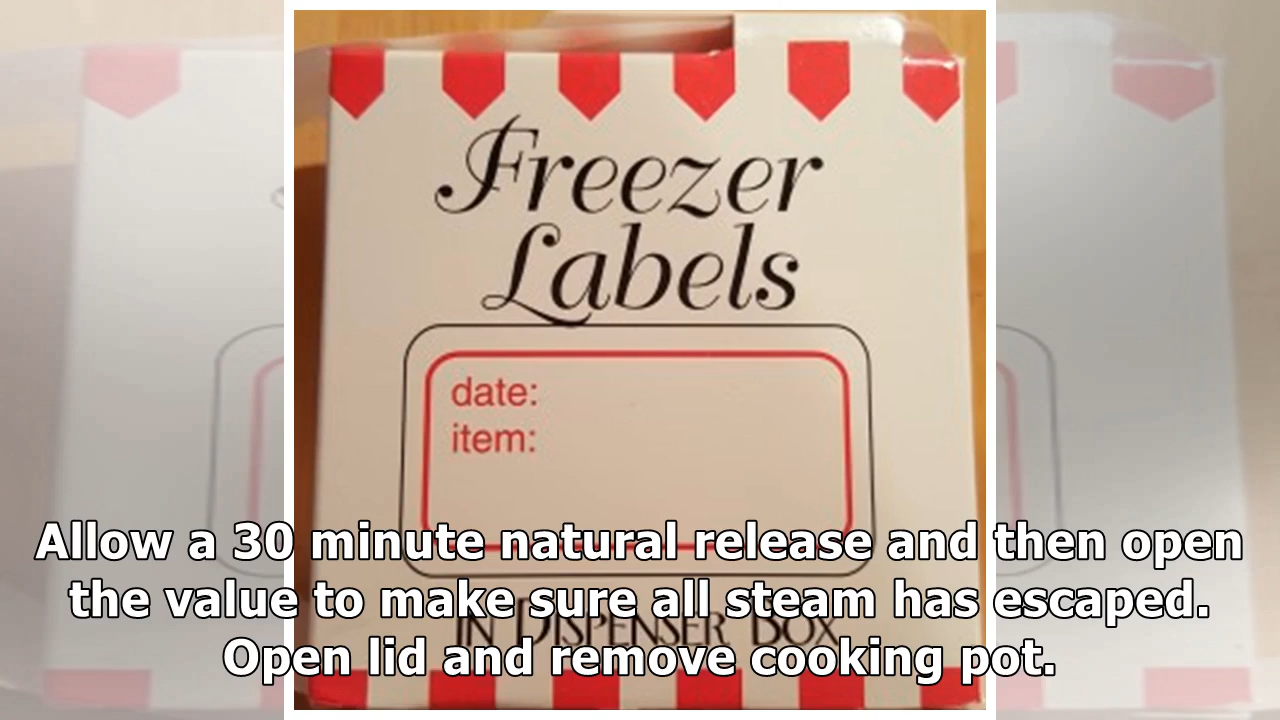 Freezer
Labels
date:
item:
Allow a 30 minute natural release and then open
the value to make sure all steam has escaped.
IN DISPENSER BOX
Open lid and remove cooking pot.